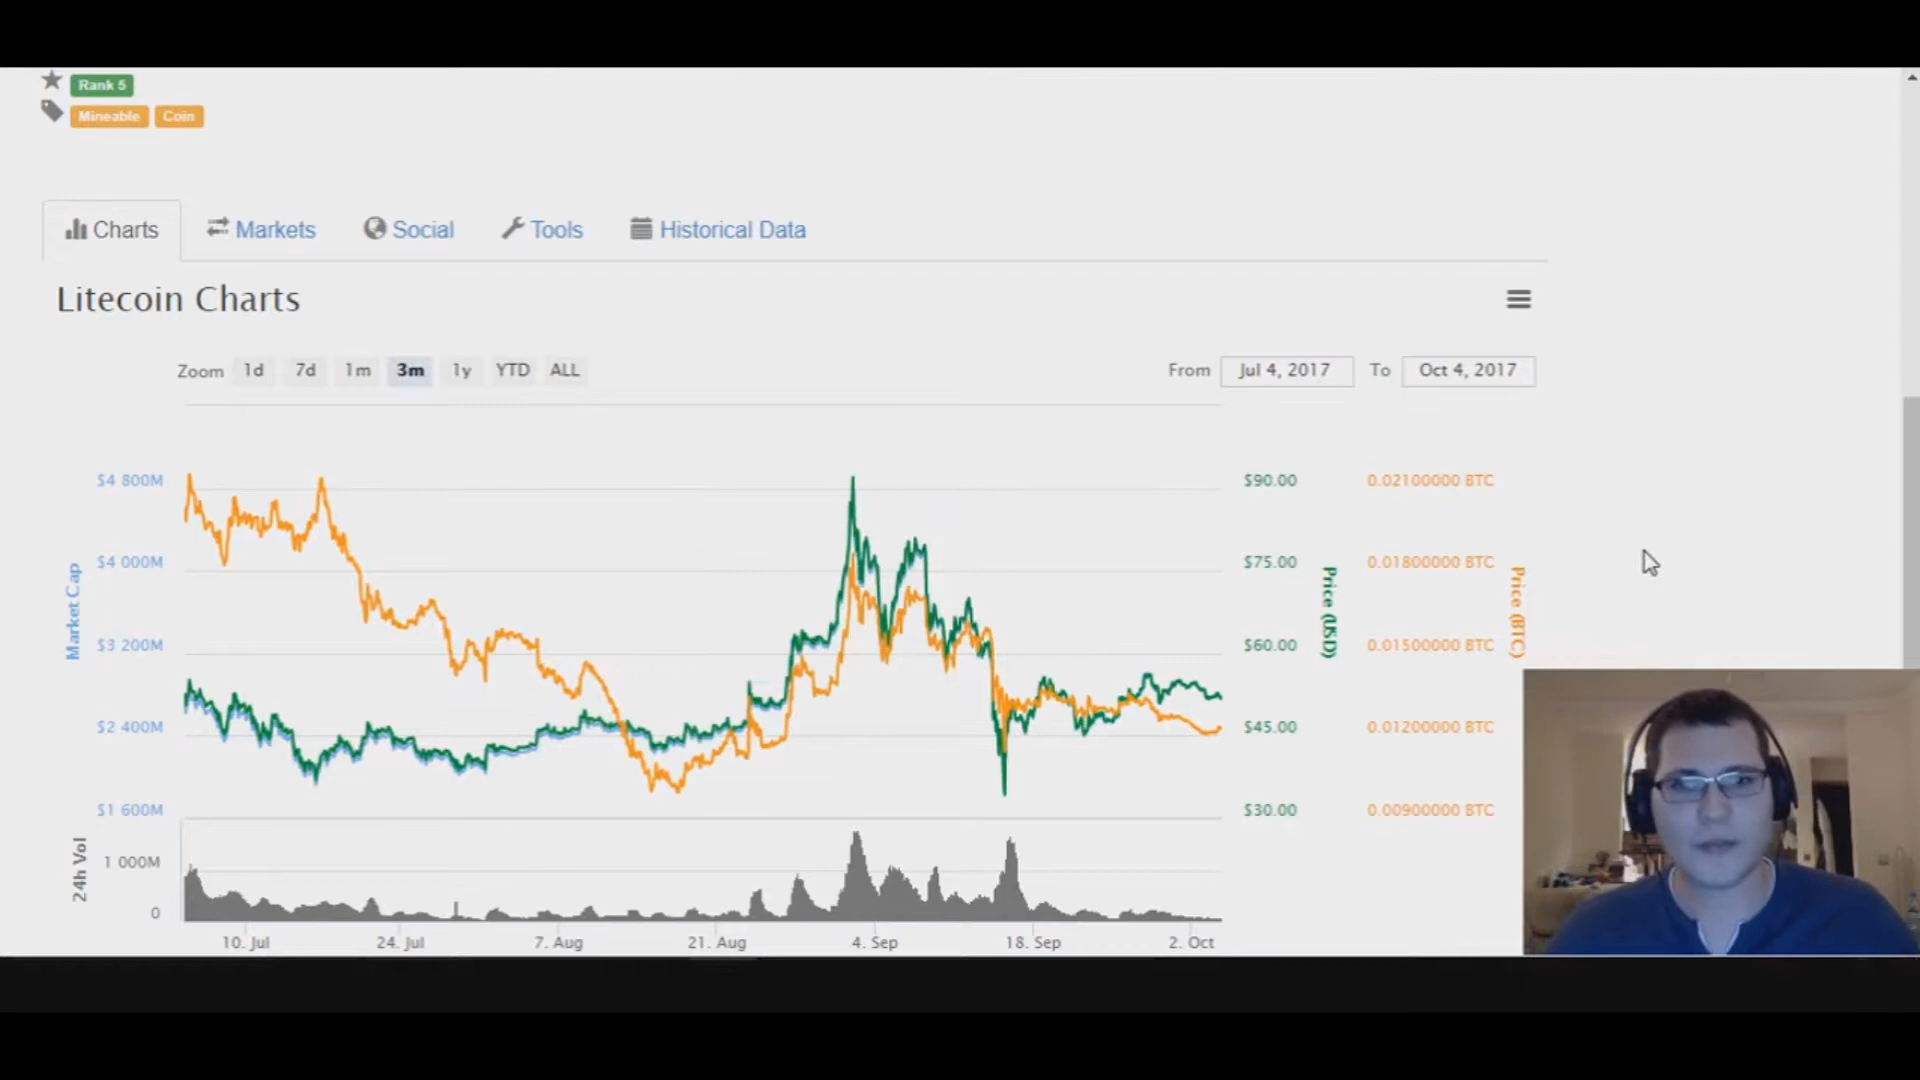 Rank 5
Mineable Coin
Charts Markets Social Tools Historical Data
Litecoin Charts
Zoom 1d 7d 1m 3m 1y YTD ALL From Jul 4, 2017 To Oct 4, 2017
$4 800M $90.00 0.02100000 BTC
$4 000M $75.00 0.01800000 BTC
Market Cap Price (USD) Price (BTC)
$3 200M $60.00 0.01500000 BTC
$2 400M $45.00 0.01200000 BTC
$1 600M $30.00 0.00900000 BTC
24h Vol
1 000M
0
10. Jul 24. Jul 7. Aug 21. Aug 4. Sep 18. Sep 2. Oct